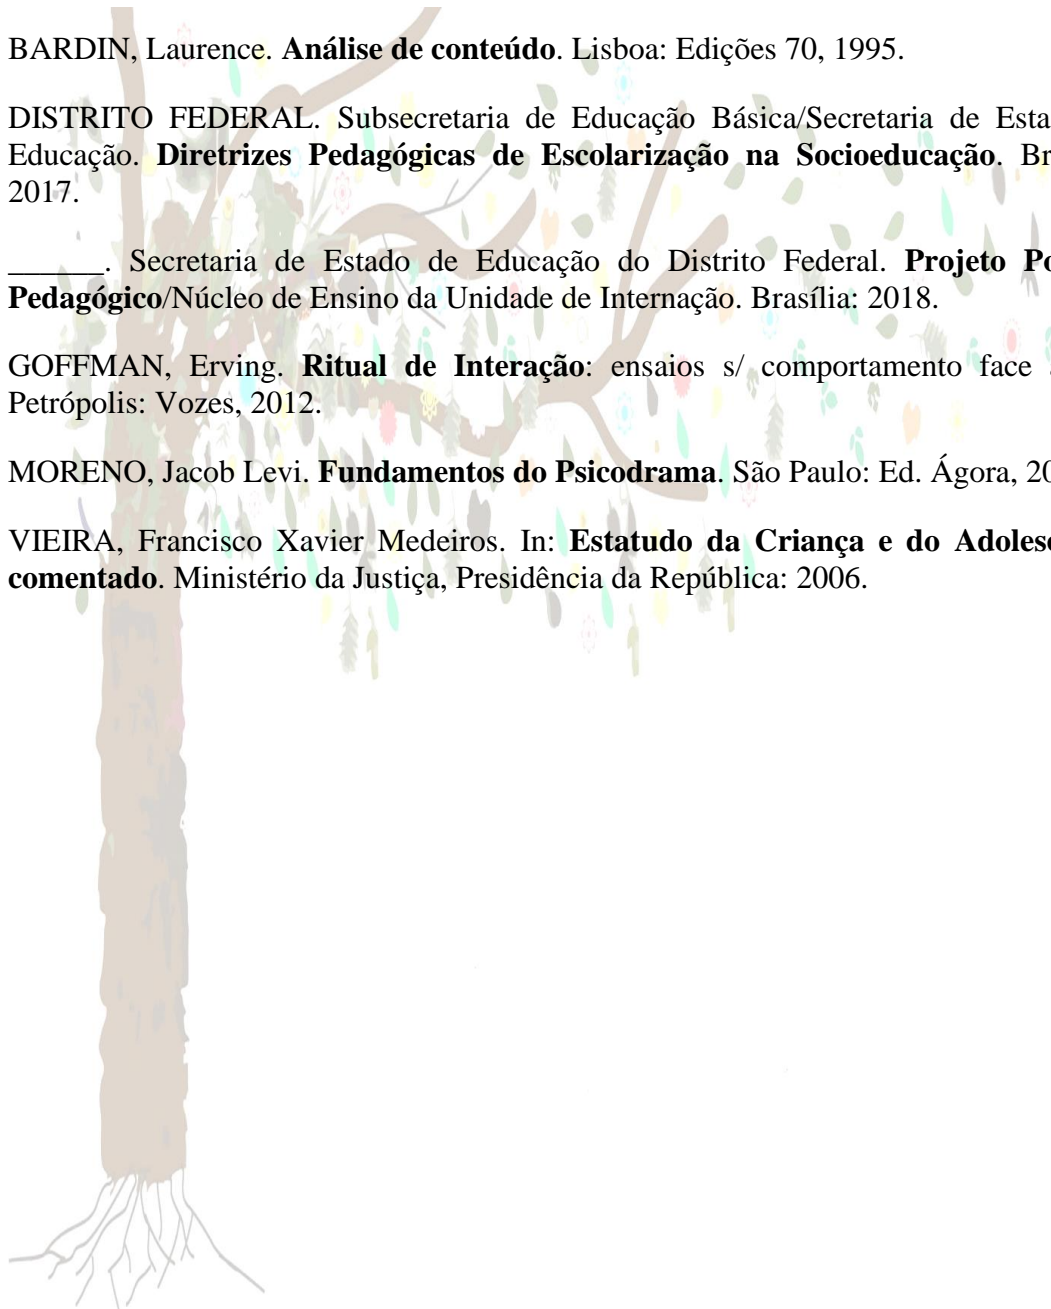 BARDIN, Laurence. Análise de conteúdo. Lisboa: Edições 70, 1995.
DISTRITO FEDERAL. Subsecretaria de Educação Básica/Secretaria de Esta
Educação. Diretrizes Pedagógicas de Escolarização na Socioeducação. Br
2017.
______. Secretaria de Estado de Educação do Distrito Federal. Projeto Po
Pedagógico/Núcleo de Ensino da Unidade de Internação. Brasília: 2018.
GOFFMAN, Erving. Ritual de Interação: ensaios s/ comportamento face
Petrópolis: Vozes, 2012.
MORENO, Jacob Levi. Fundamentos do Psicodrama. São Paulo: Ed. Ágora, 20
VIEIRA, Francisco Xavier Medeiros. In: Estatudo da Criança e do Adoles
comentado. Ministério da Justiça, Presidência da República: 2006.